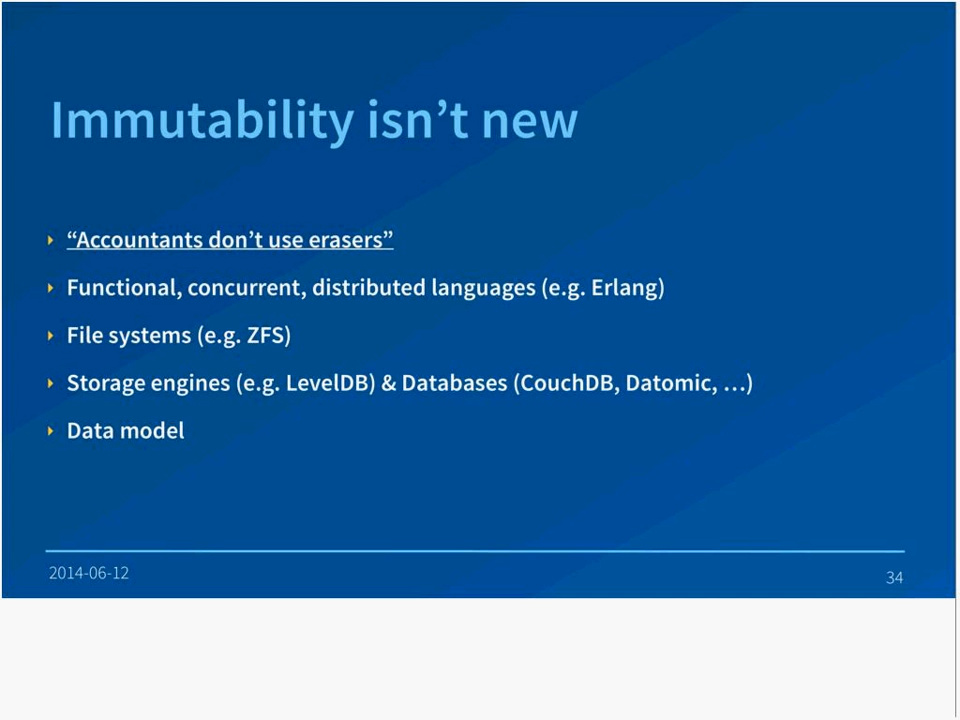 Immutability isn’t new
“Accountants don’t use erasers”
Functional, concurrent, distributed languages (e.g. Erlang)
File systems (e.g. ZFS)
Storage engines (e.g. LevelDB) & Databases (CouchDB, Datomic, …)
Data model
2014-06-12
34